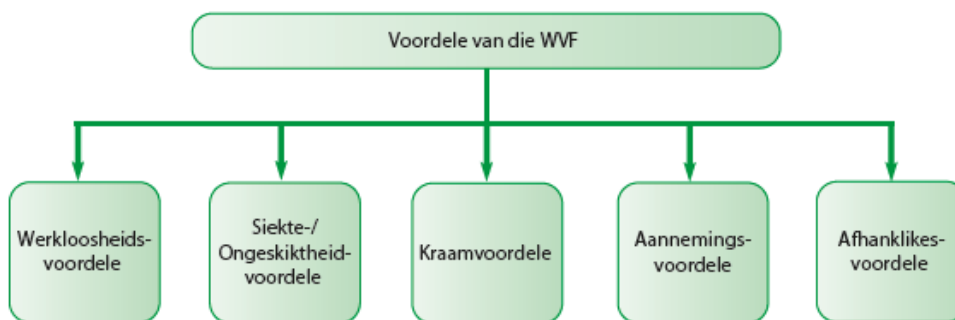 Voordele van die WVF
Werkloosheids-
voordele
Siekte-/
Ongeskiktheid-
voordele
Kraamvoordele
Aannemings-
voordele
Afhanklikes-
voordele